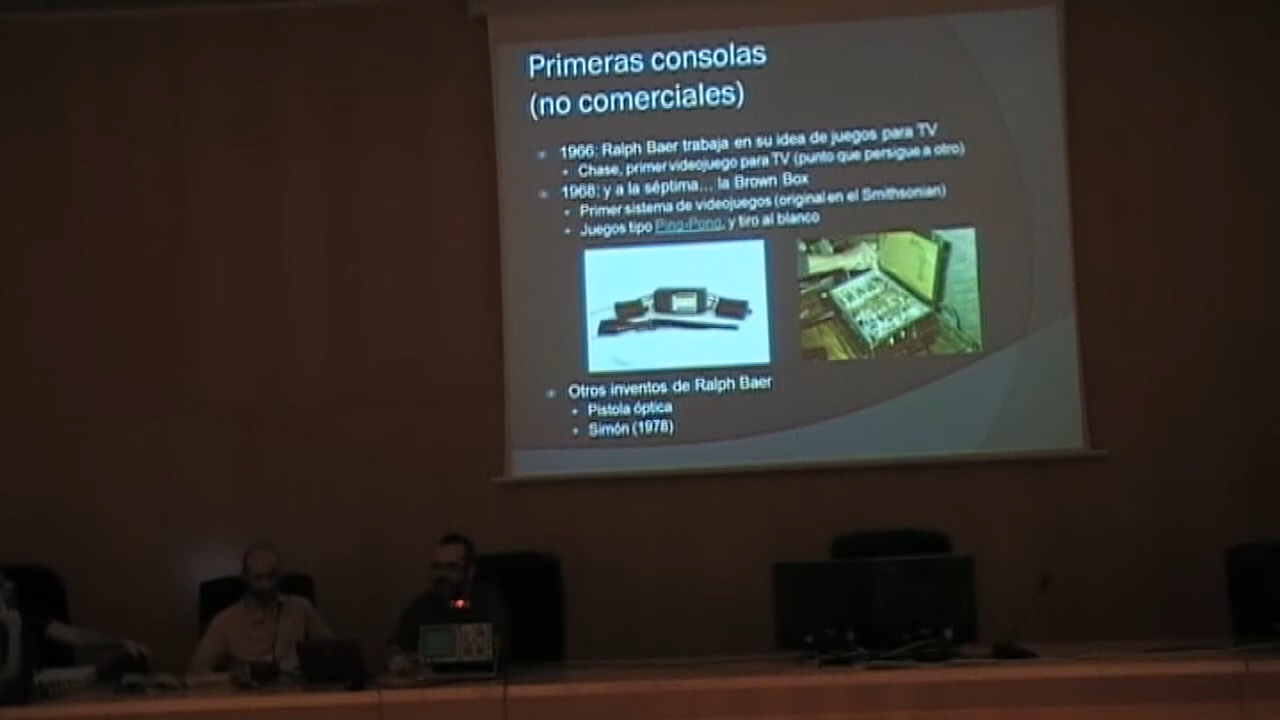 Primeras consolas
(no comerciales)
1966: Ralph Baer trabaja en su idea de juegos para TV
Chase, primer videojuego para TV (punto que persigue a otro)
1968: y a la séptima... la Brown Box
Primer sistema de videojuegos (original en el Smithsonian)
Juegos tipo Ping-Pong, y tiro al blanco
Otros inventos de Ralph Baer
Pistola óptica
Simón (1978)